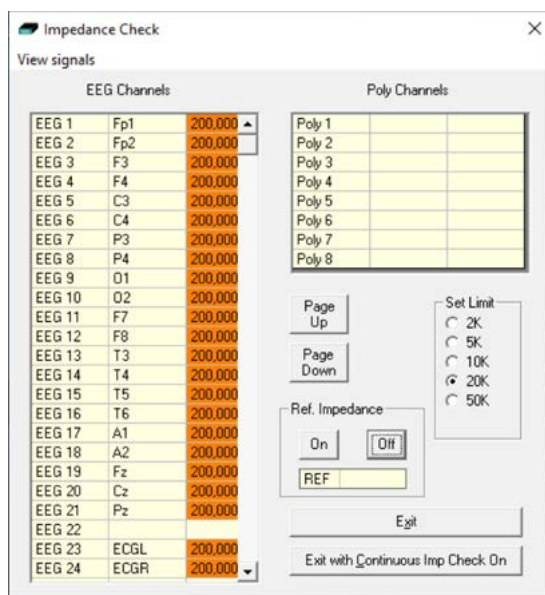 Impedance Check
View signals
EEG Channels
EEG 1 Fp1 200,000
EEG 2 Fp2 200,000
EEG 3 F3 200,000
EEG 4 F4 200,000
EEG 5 C3 200,000
EEG 6 C4 200,000
EEG 7 P3 200,000
EEG 8 P4 200,000
EEG 9 O1 200,000
EEG 10 O2 200,000
EEG 11 F7 200,000
EEG 12 F8 200,000
EEG 13 T3 200,000
EEG 14 T4 200,000
EEG 15 T5 200,000
EEG 16 T6 200,000
EEG 17 A1 200,000
EEG 18 A2 200,000
EEG 19 Fz 200,000
EEG 20 Cz 200,000
EEG 21 Pz 200,000
EEG 22
EEG 23 ECGL 200,000
EEG 24 ECGR 200,000
Poly Channels
Poly 1
Poly 2
Poly 3
Poly 4
Poly 5
Poly 6
Poly 7
Poly 8
Page
Up
Page
Down
Set Limit
2K
5K
10K
20K
50K
Ref. Impedance
On Off
REF
Exit
Exit with Continuous Imp Check On